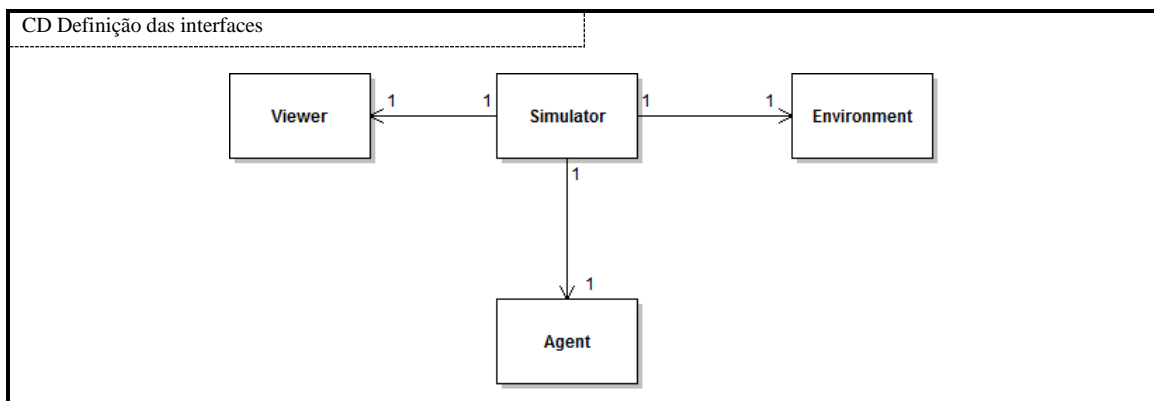 CD Definição das interfaces
Viewer
1
1
Simulator
1
1
Environment
1
1
Agent